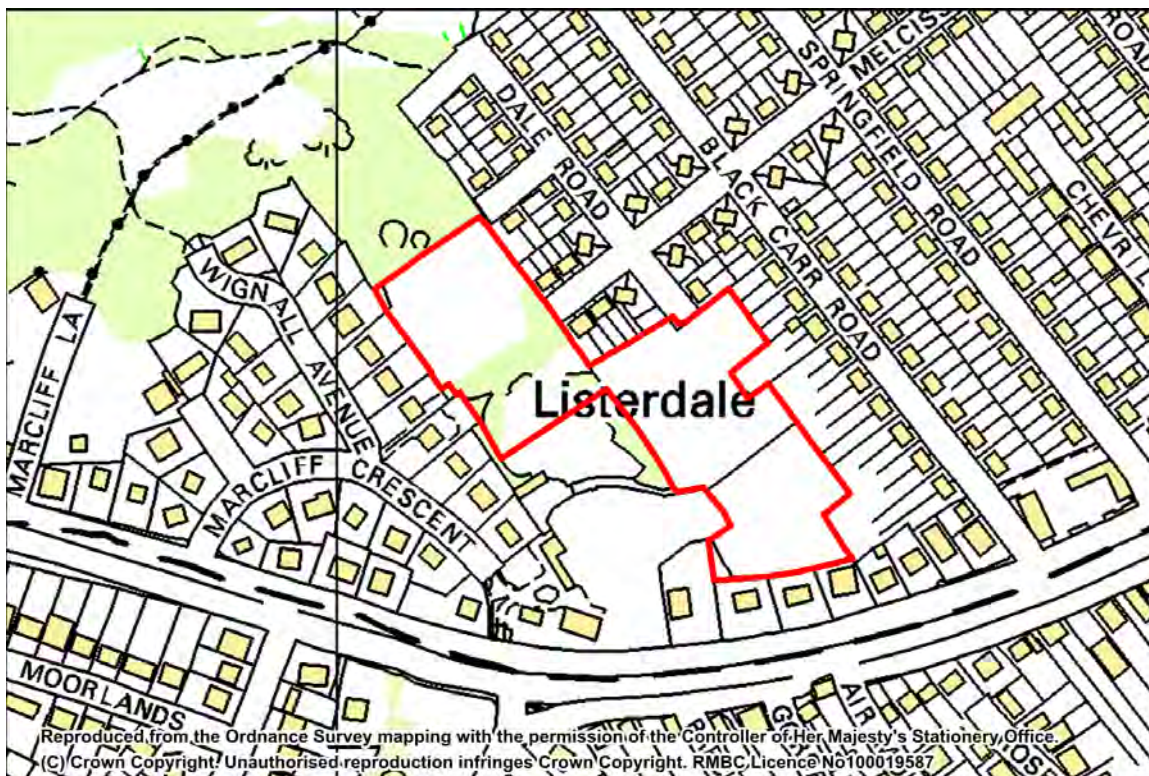 DALE ROAD
BLACK CARR ROAD
SPRINGFIELD ROAD
MELCISS
ROAD
CHEVRIL
WIGNALL AVENUE
MARCLIFF LA
MARCLIFF CRESCENT
Listerdale
MOORLANDS
AIR
Reproduced from the Ordnance Survey mapping with the permission of the Controller of Her Majesty's Stationery Office.
(C) Crown Copyright. Unauthorised reproduction infringes Crown Copyright. RMBC Licence No100019587